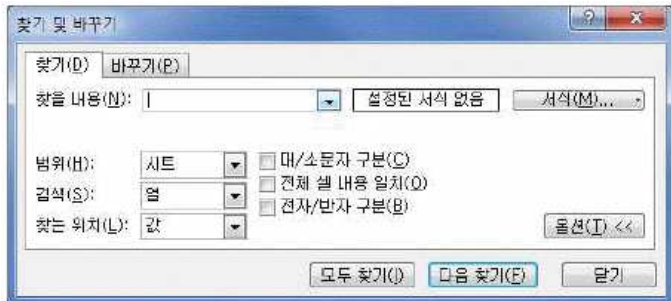 찾기 및 바꾸기
찾기(D) 바꾸기(P)
찾을 내용(N): 설정된 서식 없음 서식(M)...
범위(H): 시트 대/소문자 구분(C)
검색(S): 열 전체 셀 내용 일치(O)
찾는 위치(L): 값 전자/반자 구분(B)
옵션(T) <<
모두 찾기(I) 다음 찾기(F) 닫기